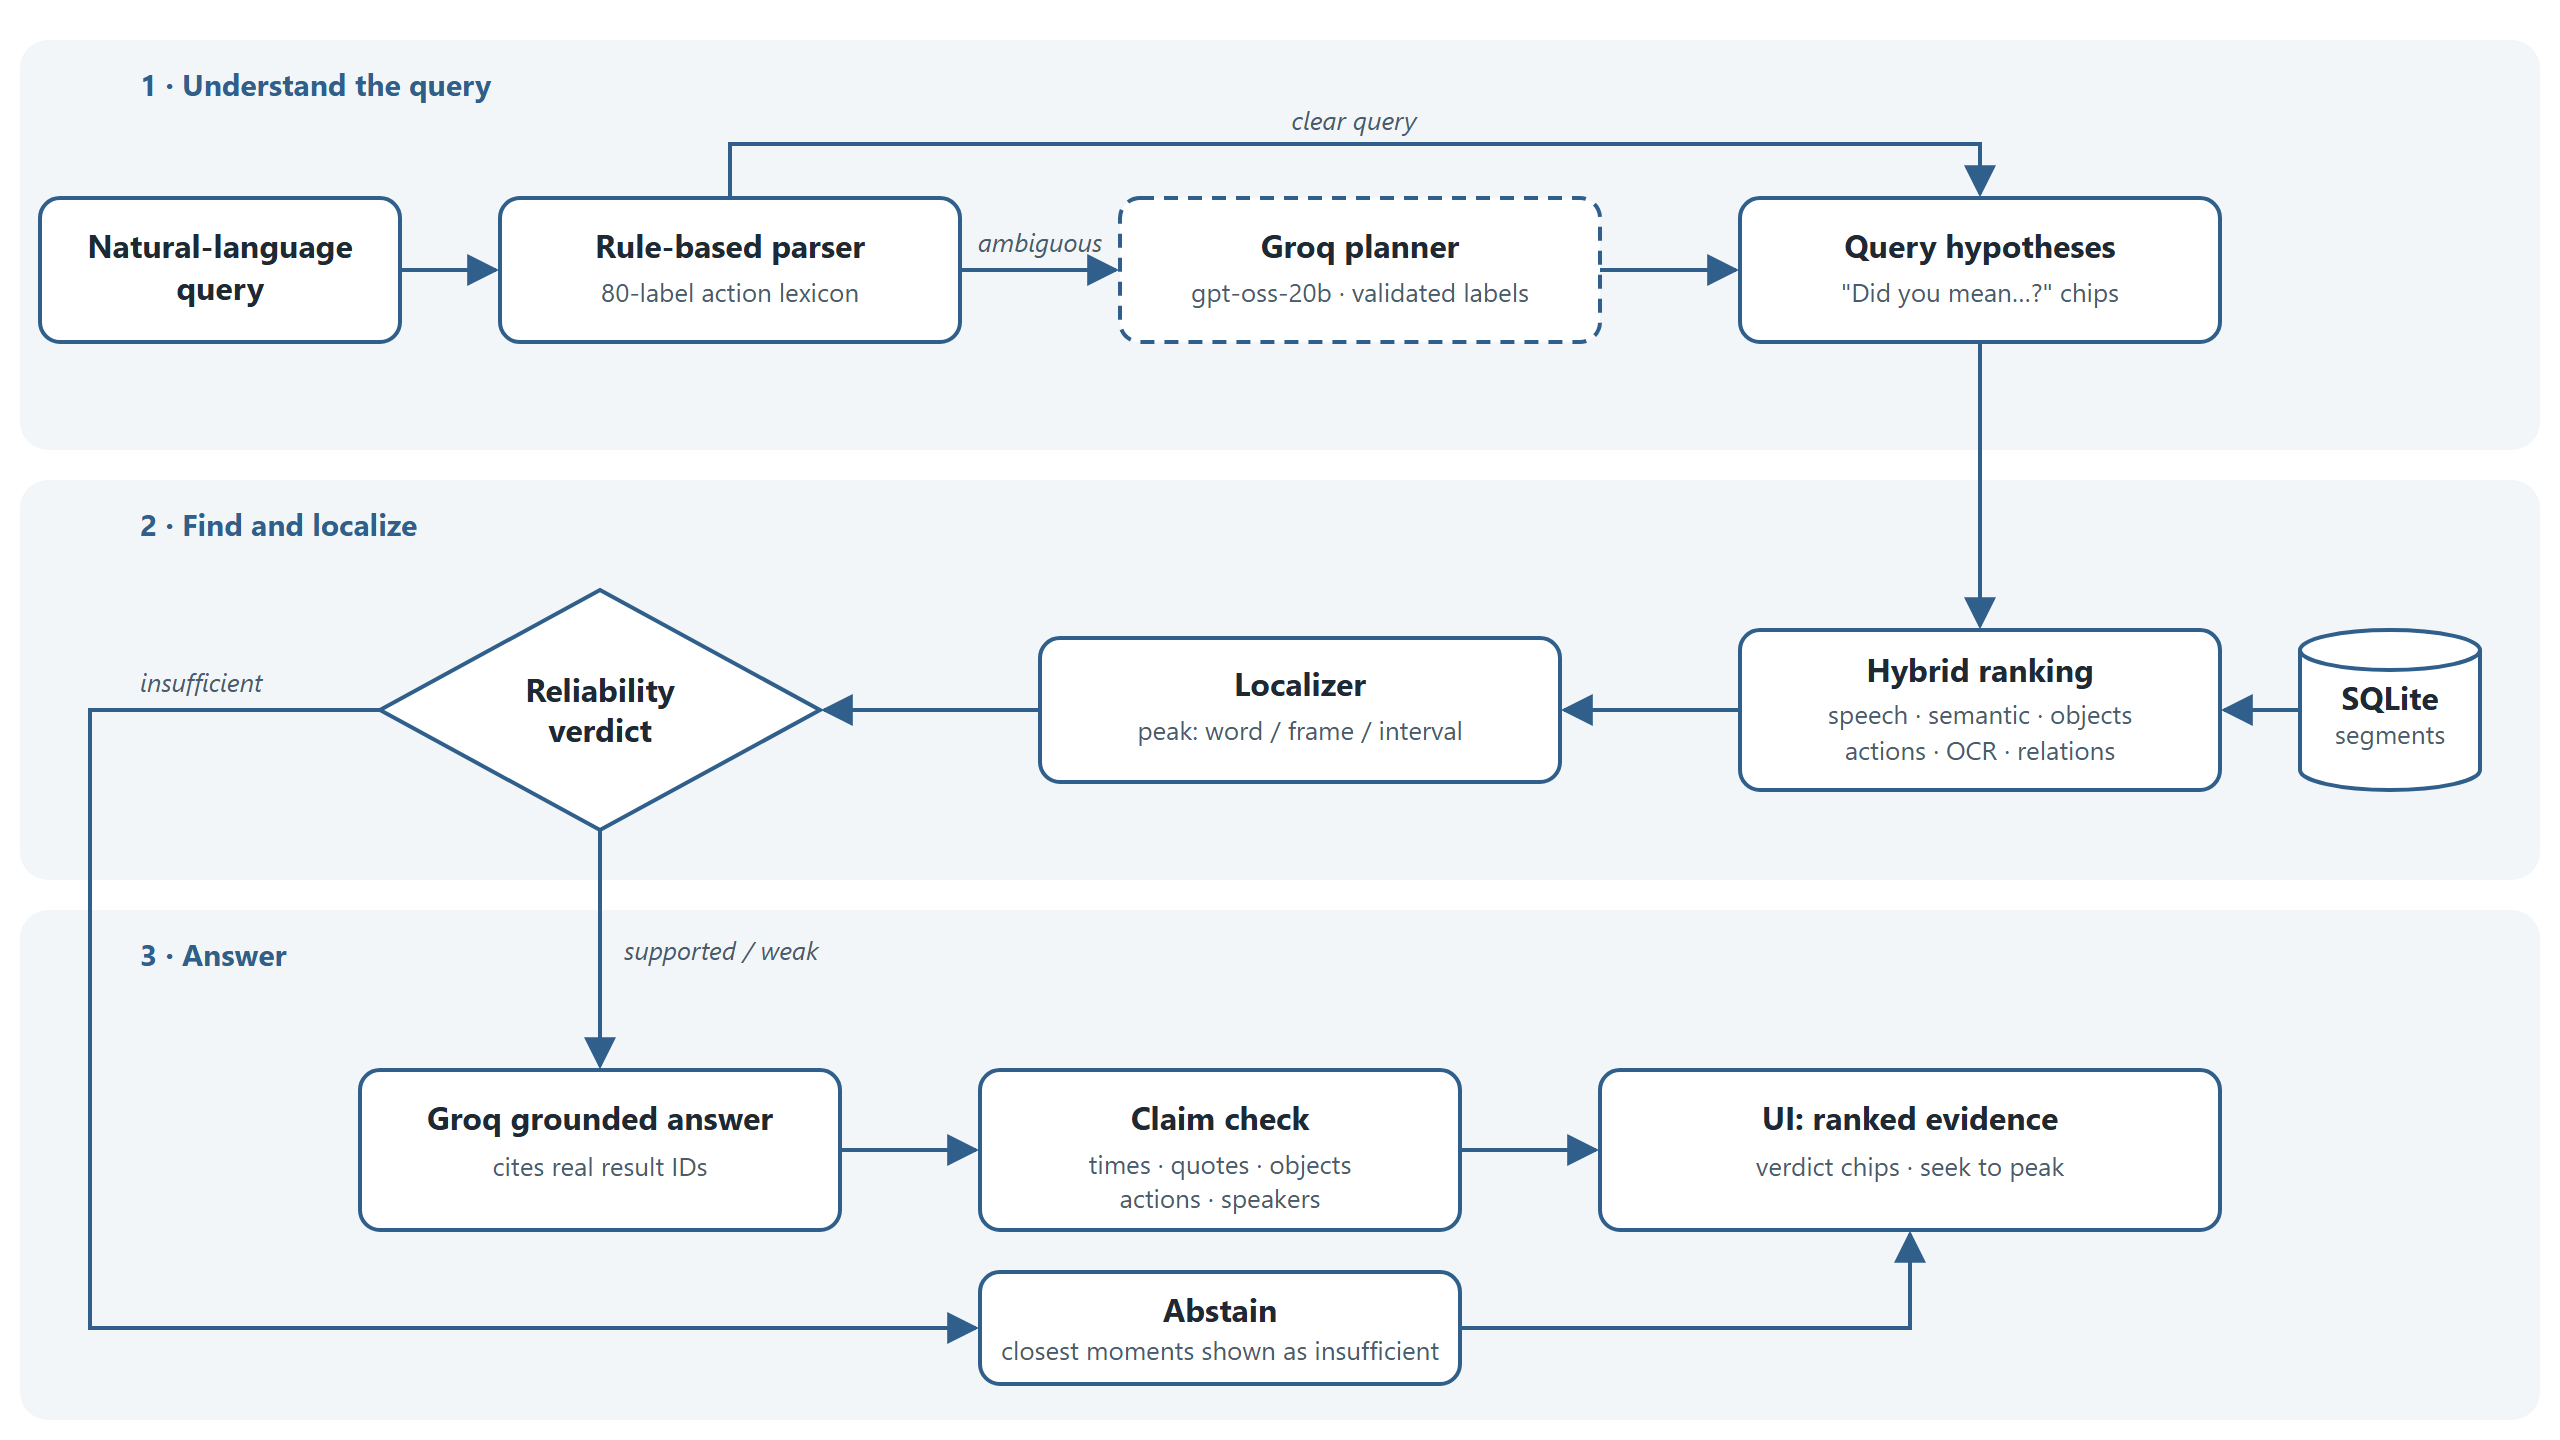 1 · Understand the query
clear query
Natural-language
query
Rule-based parser
80-label action lexicon
ambiguous
Groq planner
gpt-oss-20b · validated labels
Query hypotheses
"Did you mean...?" chips
2 · Find and localize
insufficient
Reliability
verdict
Localizer
peak: word / frame / interval
Hybrid ranking
speech · semantic · objects
actions · OCR · relations
SQLite
segments
3 · Answer
supported / weak
Groq grounded answer
cites real result IDs
Claim check
times · quotes · objects
actions · speakers
UI: ranked evidence
verdict chips · seek to peak
Abstain
closest moments shown as insufficient